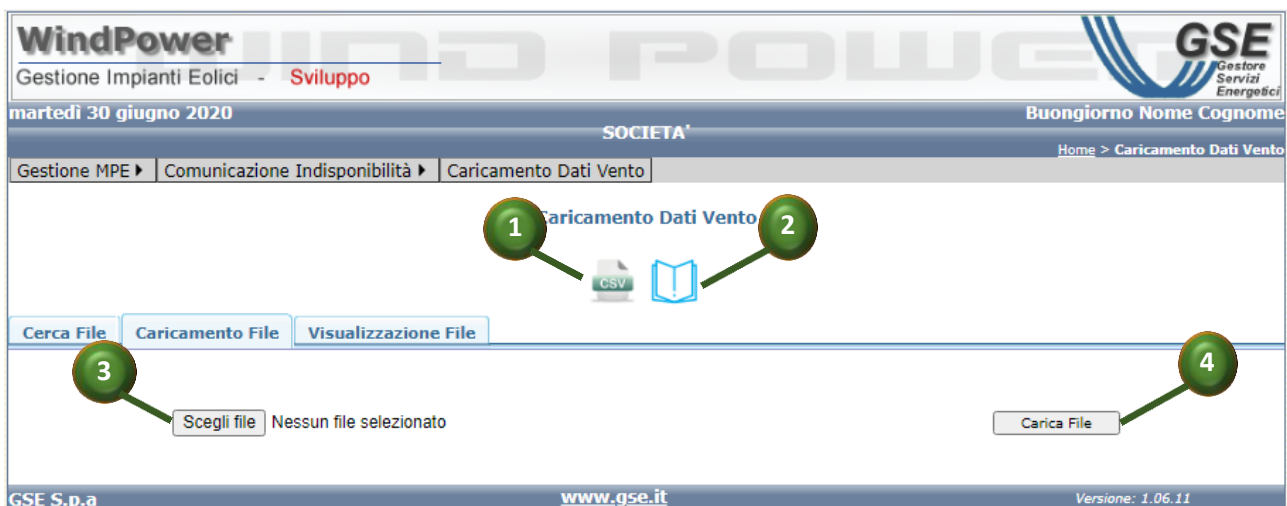 WindPower
WIND POWER
Gestione Impianti Eolici - Sviluppo
GSE
Gestore
Servizi
Energetici
martedì 30 giugno 2020
Buongiorno Nome Cognome
SOCIETA'
Home > Caricamento Dati Vento
Gestione MPE Comunicazione Indisponibilità Caricamento Dati Vento
1
Caricamento Dati Vento
2
CSV
Cerca File Caricamento File Visualizzazione File
3
4
Scegli file Nessun file selezionato
Carica File
GSE S.p.a
www.gse.it
Versione: 1.06.11